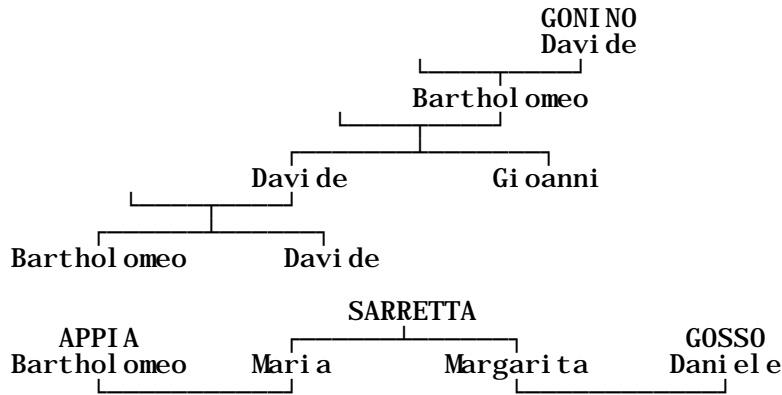 GONINO
Davide
Bartholomeo
Davide Gioanni
Bartholomeo Davide
SARRETTA
APPIA GOSSO
Bartholomeo Maria Margarita Daniele